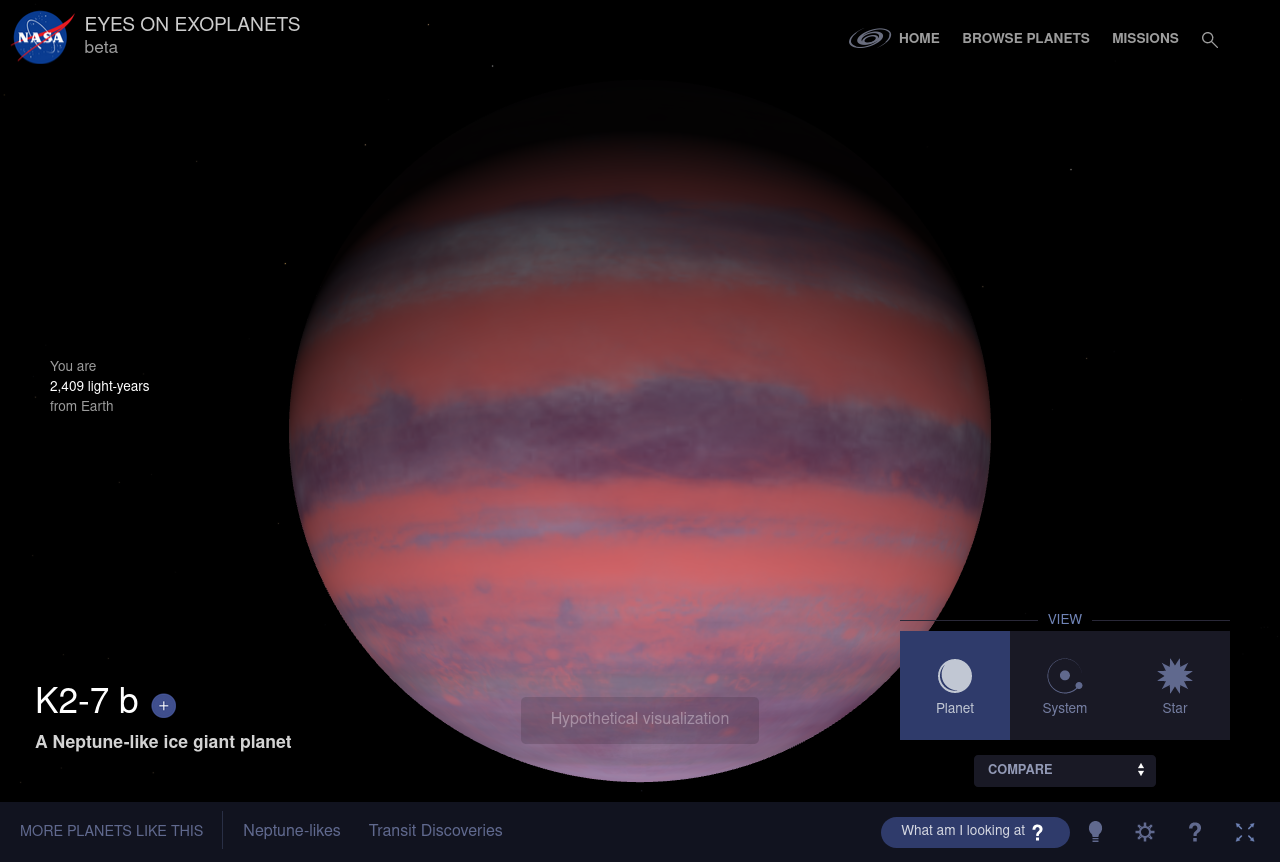 NASA
EYES ON EXOPLANETS
beta
HOME
BROWSE PLANETS
MISSIONS
You are
2,409 light-years
from Earth
VIEW
Planet
System
Star
K2-7 b +
A Neptune-like ice giant planet
Hypothetical visualization
COMPARE
MORE PLANETS LIKE THIS
Neptune-likes
Transit Discoveries
What am I looking at ?
?